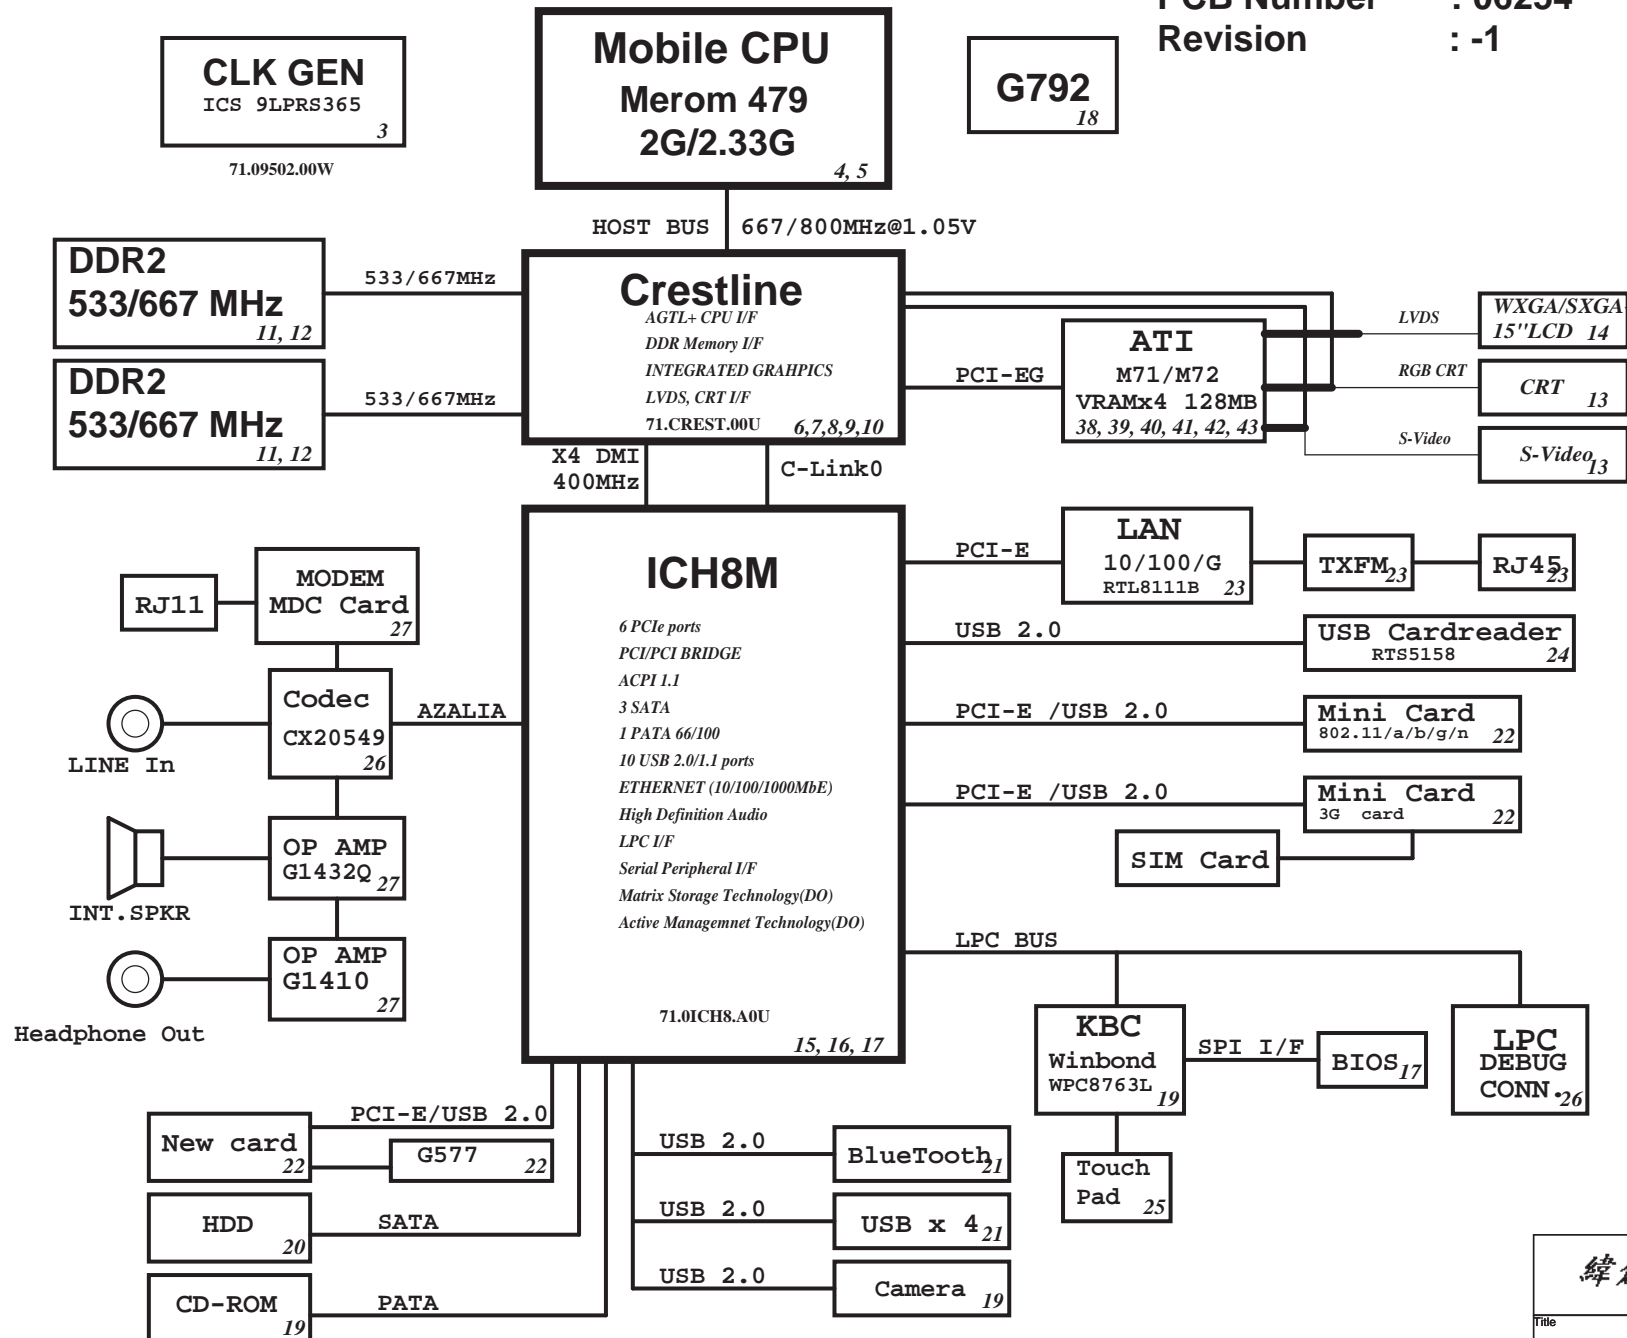 PCB Number : 06234
Revision : -1
CLK GEN
ICS 9LPRS365
3
71.09502.00W
Mobile CPU
Merom 479
2G/2.33G
4, 5
G792
18
HOST BUS
667/800MHz@1.05V
DDR2
533/667 MHz
11, 12
533/667MHz
DDR2
533/667 MHz
11, 12
533/667MHz
Crestline
AGTL+ CPU I/F
DDR Memory I/F
INTEGRATED GRAHPICS
LVDS, CRT I/F
71.CREST.00U
6,7,8,9,10
PCI-EG
ATI
M71/M72
VRAMx4 128MB
38, 39, 40, 41, 42, 43
LVDS
WXGA/SXGA
15"LCD 14
RGB CRT
CRT
13
S-Video
S-Video
13
X4 DMI
400MHz
C-Link0
ICH8M
6 PCIe ports
PCI/PCI BRIDGE
ACPI 1.1
3 SATA
1 PATA 66/100
10 USB 2.0/1.1 ports
ETHERNET (10/100/1000MbE)
High Definition Audio
LPC I/F
Serial Peripheral I/F
Matrix Storage Technology(DO)
Active Managemnet Technology(DO)
71.0ICH8.A0U
15, 16, 17
RJ11
MODEM
MDC Card
27
Codec
CX20549
26
AZALIA
LINE In
OP AMP
G1432Q
27
INT.SPKR
OP AMP
G1410
27
Headphone Out
PCI-E
LAN
10/100/G
RTL8111B
23
TXFM
23
RJ45
23
USB 2.0
USB Cardreader
RTS5158
24
PCI-E /USB 2.0
Mini Card
802.11/a/b/g/n
22
PCI-E /USB 2.0
Mini Card
3G card
22
SIM Card
LPC BUS
KBC
Winbond
WPC8763L
19
SPI I/F
BIOS
17
LPC
DEBUG
CONN.
26
Touch
Pad
25
PCI-E/USB 2.0
New card
22
G577
22
HDD
20
SATA
CD-ROM
19
PATA
USB 2.0
BlueTooth
21
USB 2.0
USB x 4
21
USB 2.0
Camera
19
緯
Title